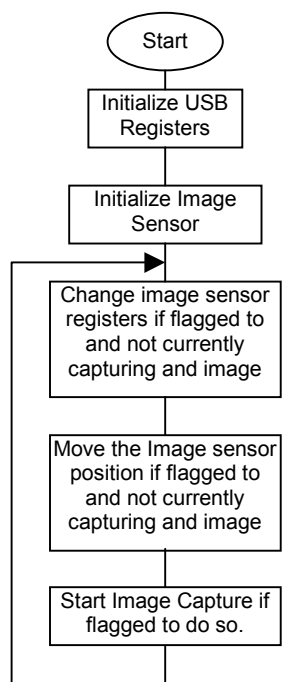 Start
Initialize USB
Registers
Initialize Image
Sensor
Change image sensor
registers if flagged to
and not currently
capturing and image
Move the Image sensor
position if flagged to
and not currently
capturing and image
Start Image Capture if
flagged to do so.